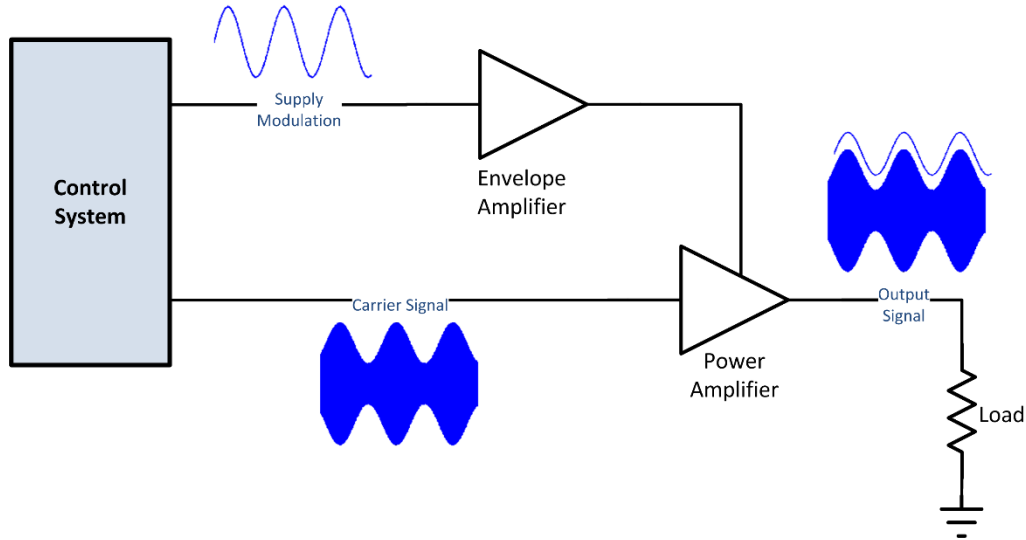 Supply
Modulation
Control
System
Envelope
Amplifier
Carrier Signal
Output
Signal
Power
Amplifier
Load